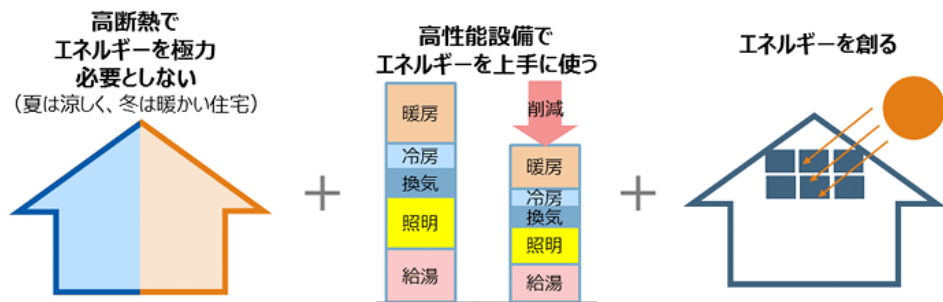 高断熱で
エネルギーを極力
必要としない
（夏は涼しく、冬は暖かい住宅）
高性能設備で
エネルギーを上手に使う
暖房
冷房
換気
照明
給湯
削減
暖房
冷房
換気
照明
給湯
エネルギーを創る